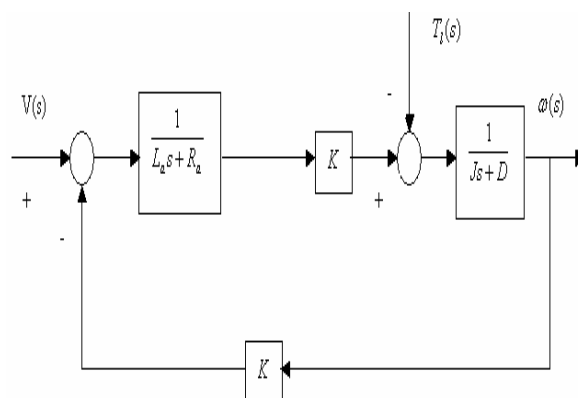 T_l(s)
V(s)
ω(s)
-
1
L_a s + R_a
K
1
Js + D
+
+
-
K